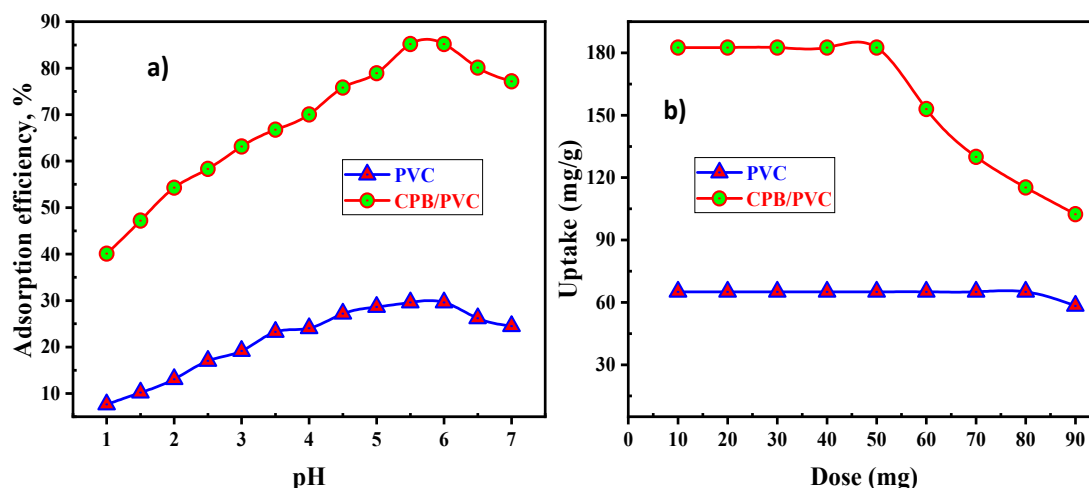 a)
Adsorption efficiency, %
90
80
70
60
50
40
30
20
10
PVC
CPB/PVC
1 2 3 4 5 6 7
pH
b)
Uptake (mg/g)
180
150
120
90
60
30
PVC
CPB/PVC
0 10 20 30 40 50 60 70 80 90
Dose (mg)